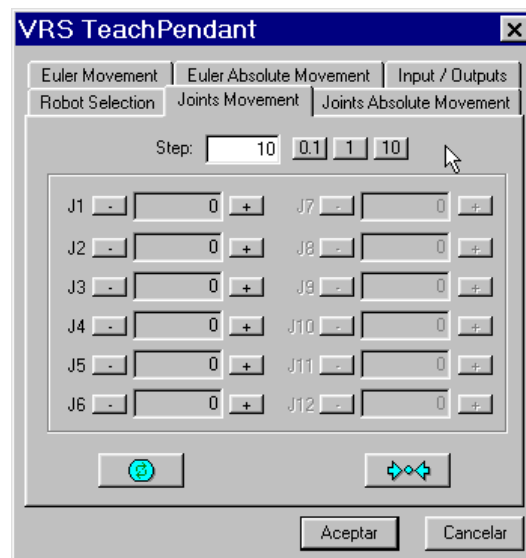 VRS TeachPendant
Euler Movement Euler Absolute Movement Input / Outputs
Robot Selection Joints Movement Joints Absolute Movement
Step: 10 0.1 1 10
J1 - 0 + J7 - 0 +
J2 - 0 + J8 - 0 +
J3 - 0 + J9 - 0 +
J4 - 0 + J10 - 0 +
J5 - 0 + J11 - 0 +
J6 - 0 + J12 - 0 +
Aceptar Cancelar